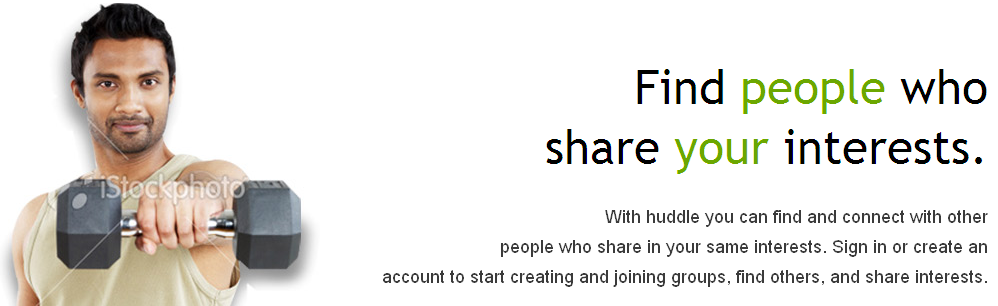 Find people who
share your interests.
iStockphoto
With huddle you can find and connect with other
people who share in your same interests. Sign in or create an
account to start creating and joining groups, find others, and share interests.